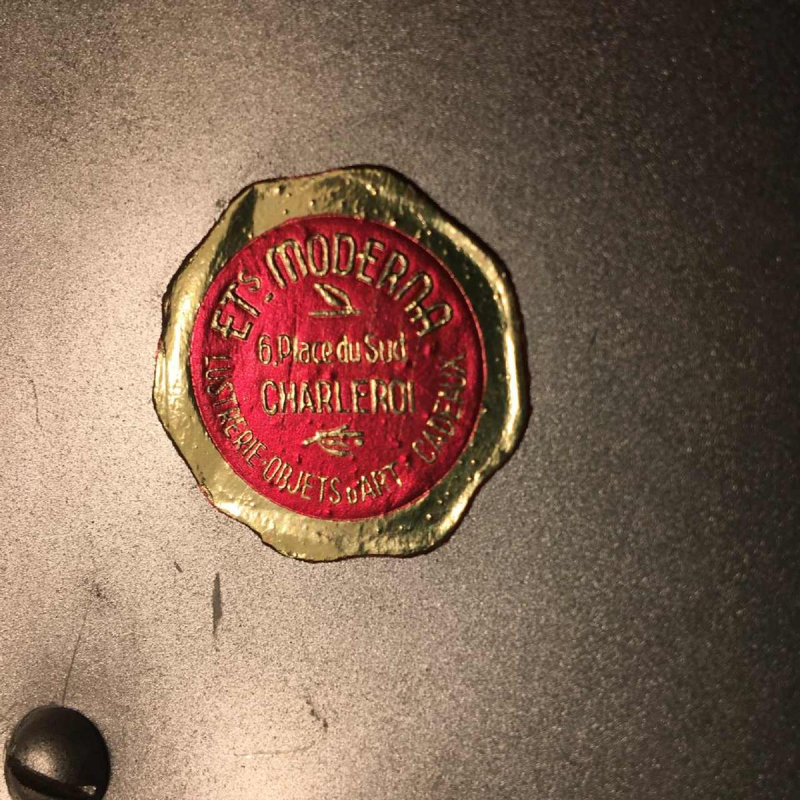 ETS. MODERNA
6, Place du Sud
CHARLEROI
LUSTRERIE - OBJETS D'ART - CADEAUX